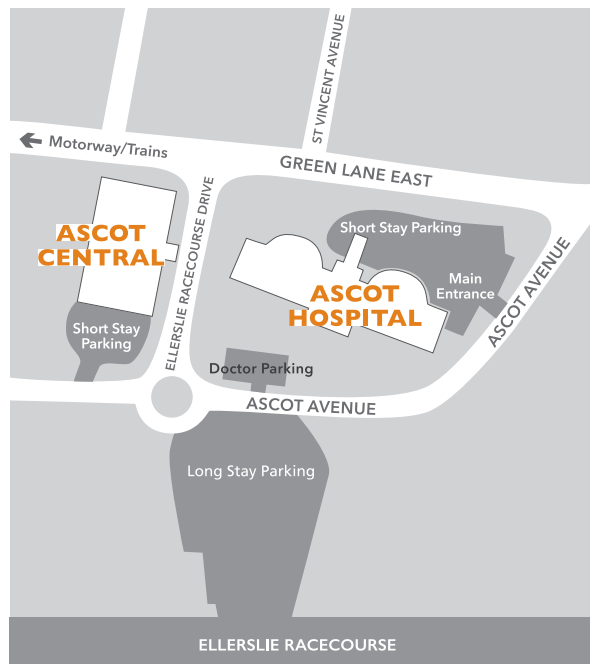 ST VINCENT AVENUE
Motorway/Trains
GREEN LANE EAST
ASCOT
CENTRAL
ELLERSLIE RACECOURSE DRIVE
Short Stay Parking
Main
Entrance
ASCOT AVENUE
ASCOT
HOSPITAL
Short Stay
Parking
Doctor Parking
ASCOT AVENUE
Long Stay Parking
ELLERSLIE RACECOURSE